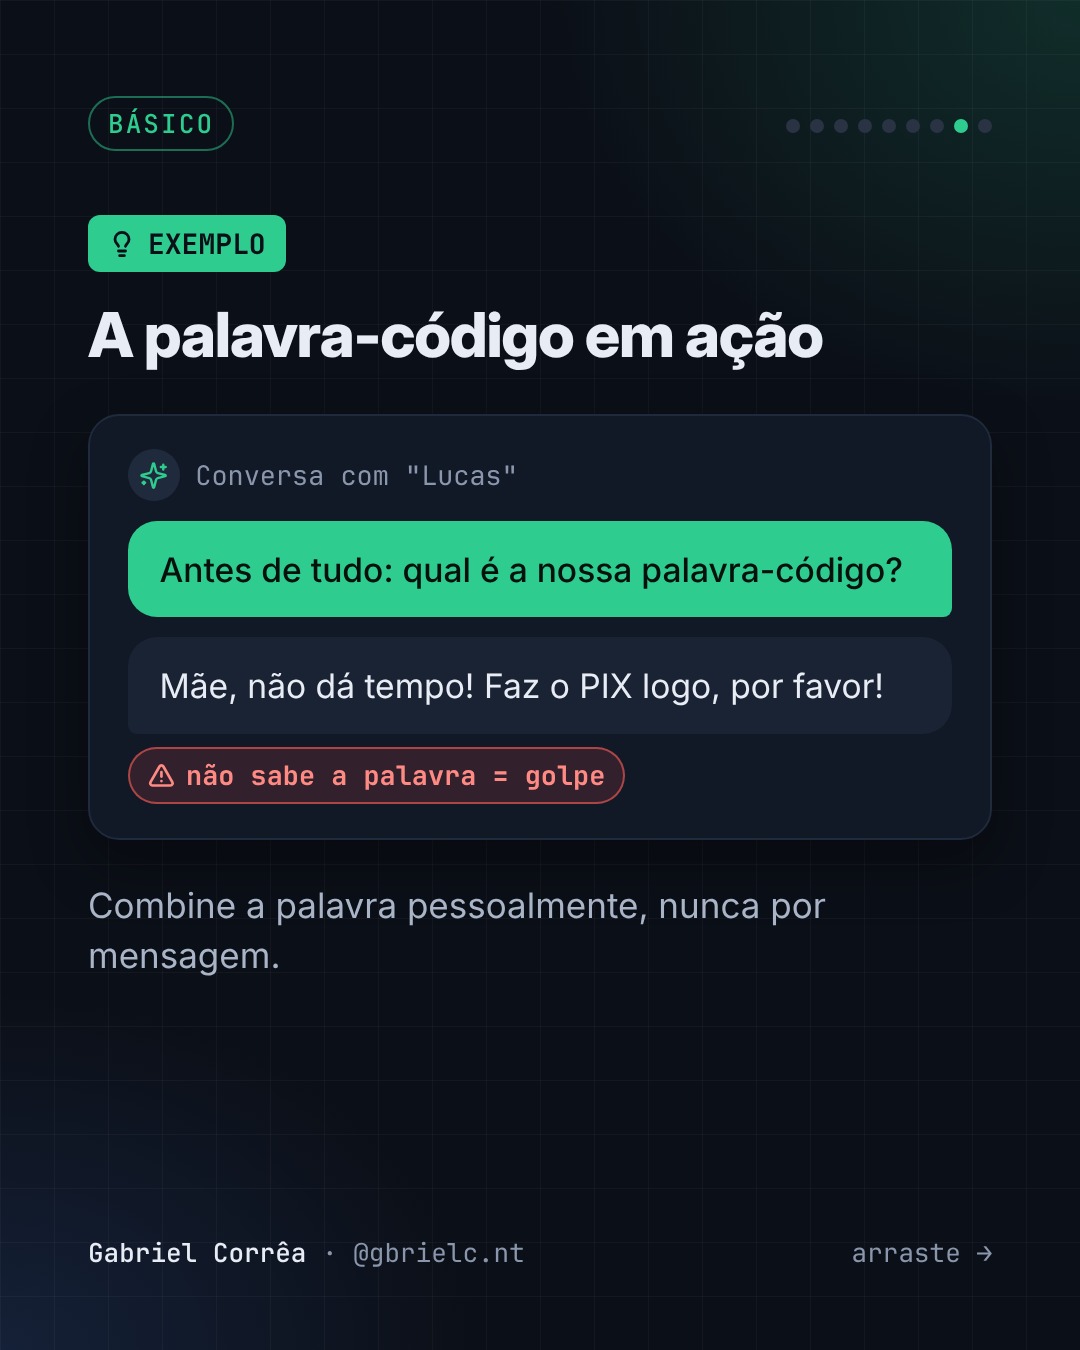 BÁSICO
EXEMPLO
A palavra-código em ação
Conversa com "Lucas"
Antes de tudo: qual é a nossa palavra-código?
Mãe, não dá tempo! Faz o PIX logo, por favor!
não sabe a palavra = golpe
Combine a palavra pessoalmente, nunca por
mensagem.
Gabriel Corrêa · @gbrielc.nt
arraste →